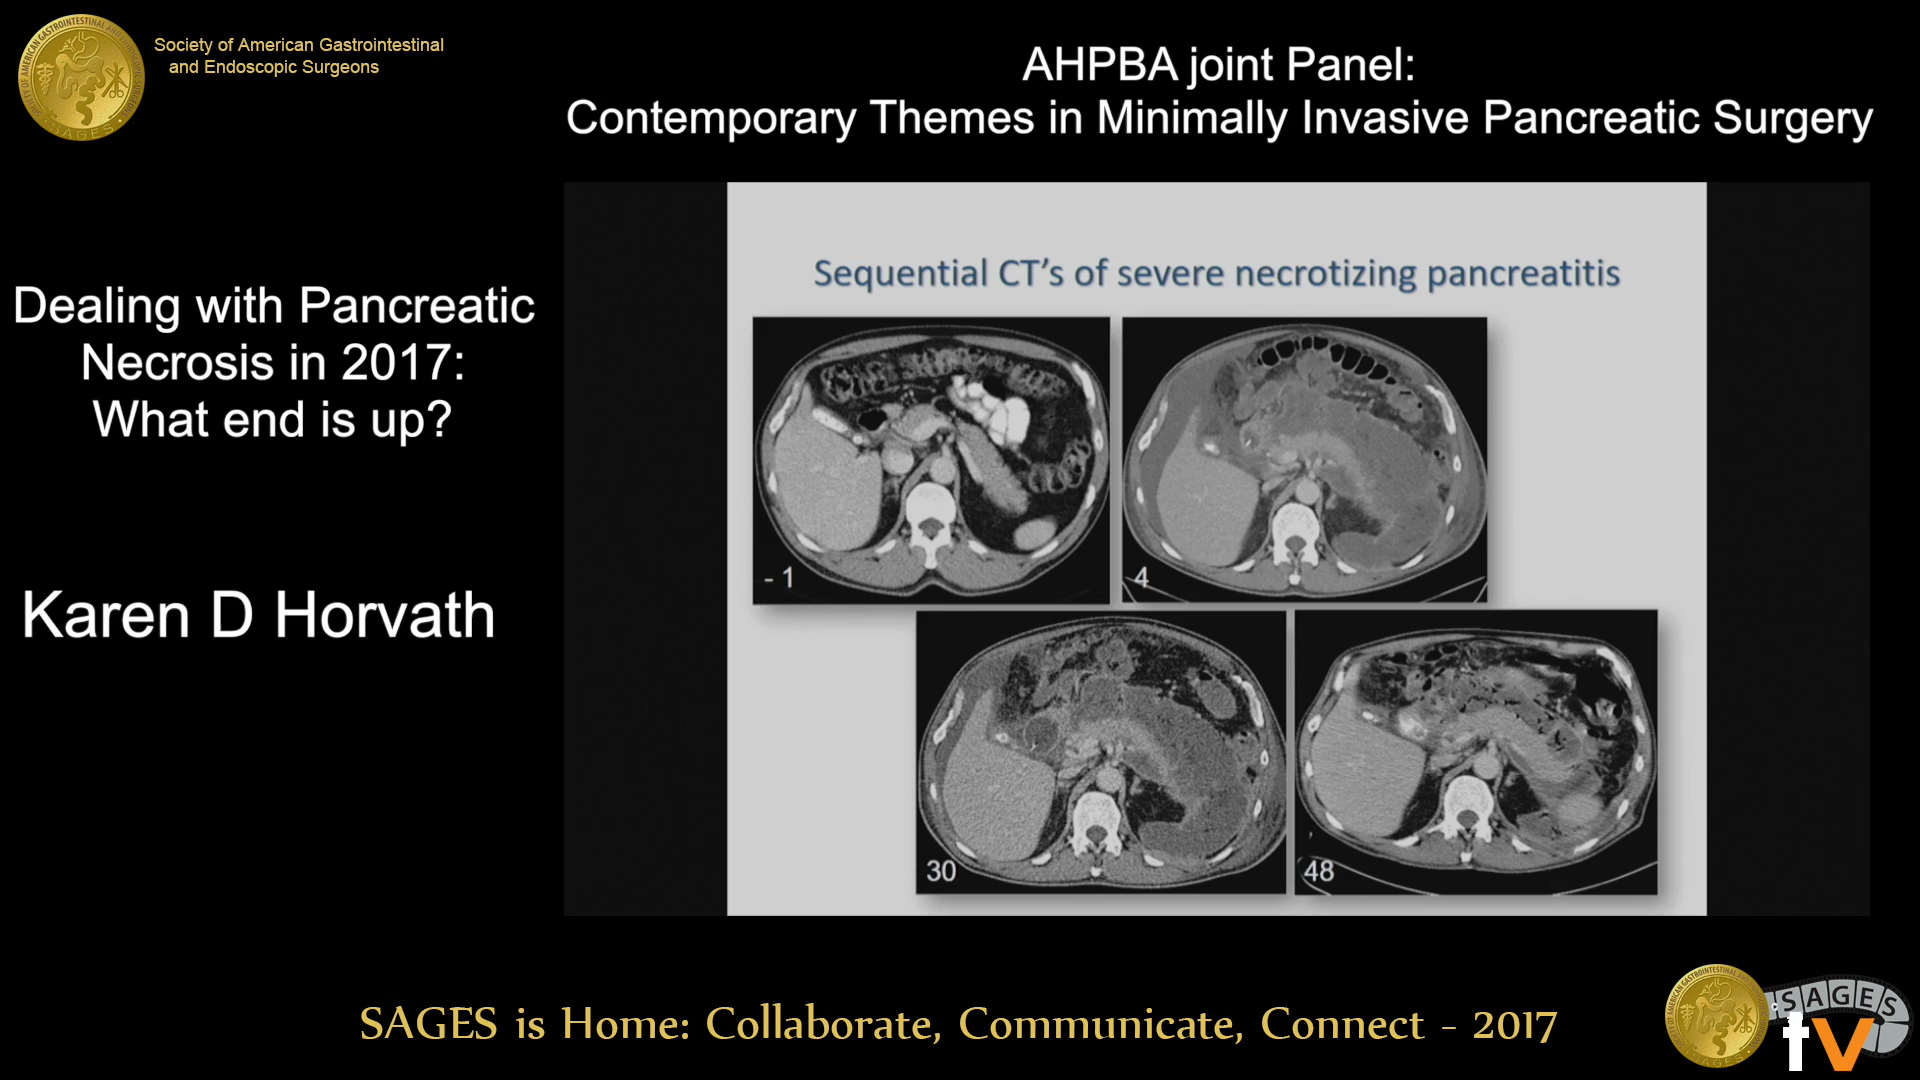 Society of American Gastrointestinal
and Endoscopic Surgeons
SAGES
AHPBA joint Panel:
Contemporary Themes in Minimally Invasive Pancreatic Surgery
Dealing with Pancreatic
Necrosis in 2017:
What end is up?
Karen D Horvath
Sequential CT's of severe necrotizing pancreatitis
- 1
4
30
48
SAGES is Home: Collaborate, Communicate, Connect - 2017
SAGES
tv